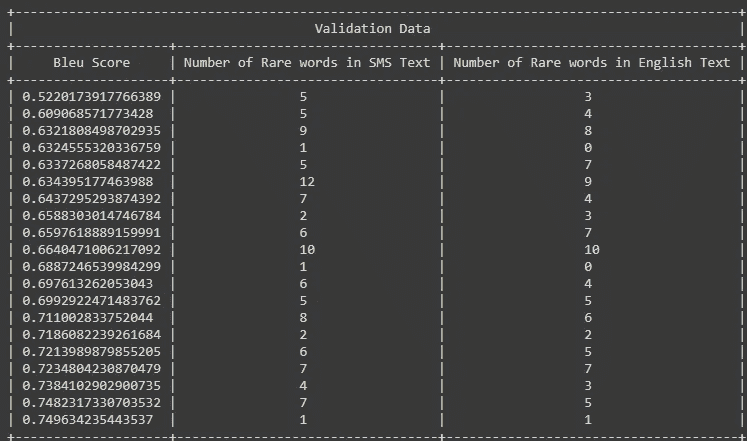 Validation Data
Bleu Score | Number of Rare words in SMS Text | Number of Rare words in English Text
0.5220173917766389 | 5 | 3
0.609068571773428 | 5 | 4
0.6321808498702935 | 9 | 8
0.6324555320336759 | 1 | 0
0.6337268058487422 | 5 | 7
0.634395177463988 | 12 | 9
0.6437295293874392 | 7 | 4
0.6588303014746784 | 2 | 3
0.6597618889159991 | 6 | 7
0.6640471006217092 | 10 | 10
0.6887246539984299 | 1 | 0
0.697613262053043 | 6 | 4
0.6992922471483762 | 5 | 5
0.711002833752044 | 8 | 6
0.7186082239261684 | 2 | 2
0.7213989879855205 | 6 | 5
0.7234804230870479 | 7 | 7
0.7384102902900735 | 4 | 3
0.7482317330703532 | 7 | 5
0.749634235443537 | 1 | 1